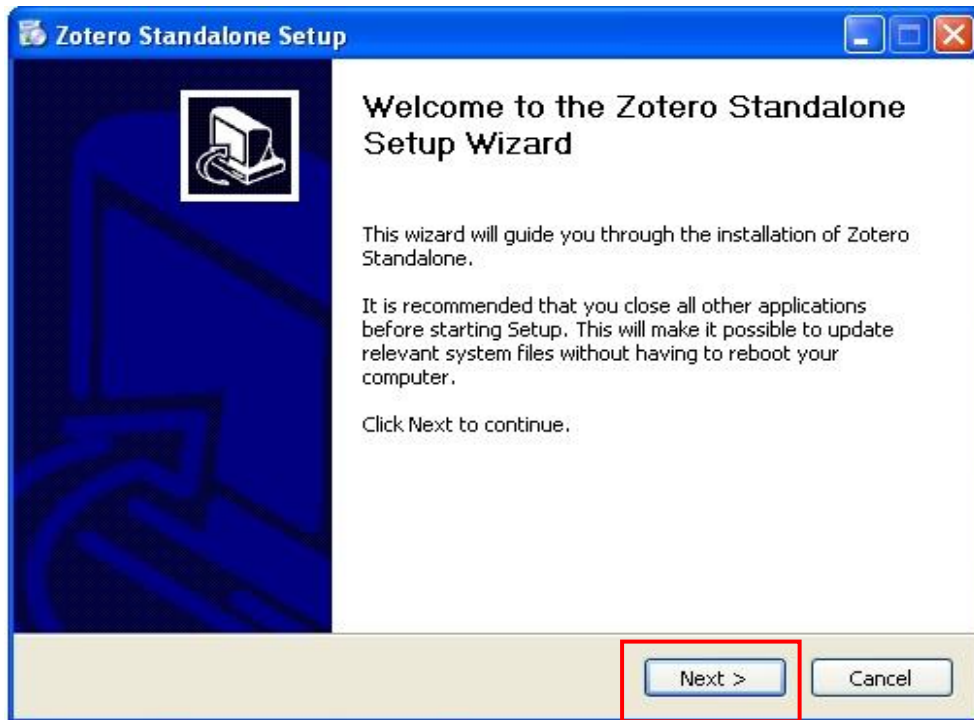 Zotero Standalone Setup
Welcome to the Zotero Standalone
Setup Wizard
This wizard will guide you through the installation of Zotero
Standalone.
It is recommended that you close all other applications
before starting Setup. This will make it possible to update
relevant system files without having to reboot your
computer.
Click Next to continue.
Next >
Cancel